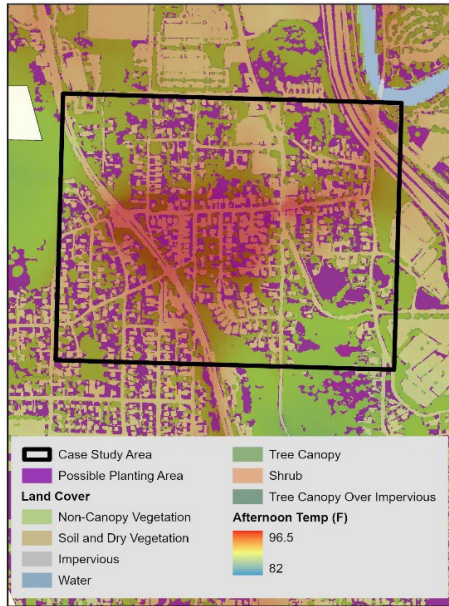 Case Study Area
Possible Planting Area
Land Cover
Non-Canopy Vegetation
Soil and Dry Vegetation
Impervious
Water
Tree Canopy
Shrub
Tree Canopy Over Impervious
Afternoon Temp (F)
96.5
82